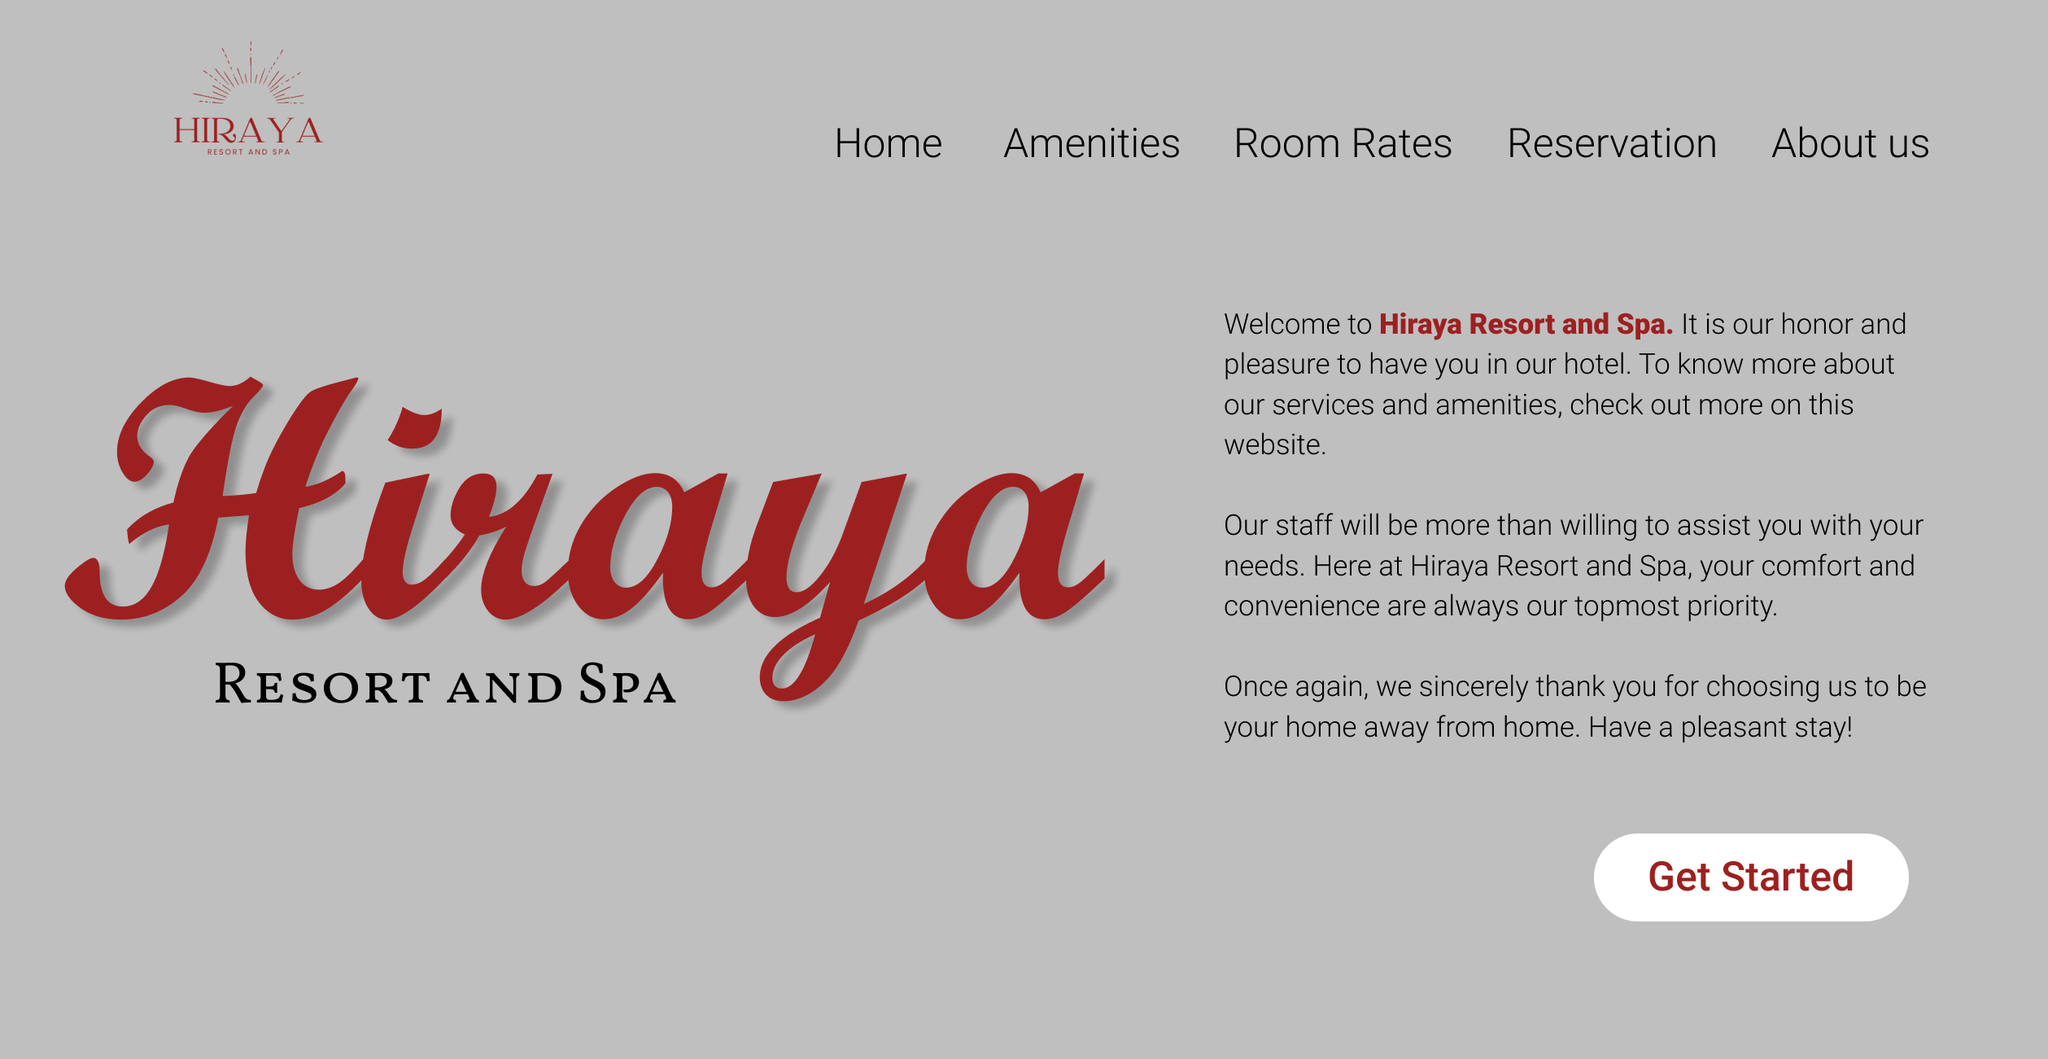 HIRAYA
RESORT AND SPA
Home Amenities Room Rates Reservation About us
Hiraya
Resort and Spa
Welcome to Hiraya Resort and Spa. It is our honor and
pleasure to have you in our hotel. To know more about
our services and amenities, check out more on this
website.
Our staff will be more than willing to assist you with your
needs. Here at Hiraya Resort and Spa, your comfort and
convenience are always our topmost priority.
Once again, we sincerely thank you for choosing us to be
your home away from home. Have a pleasant stay!
Get Started